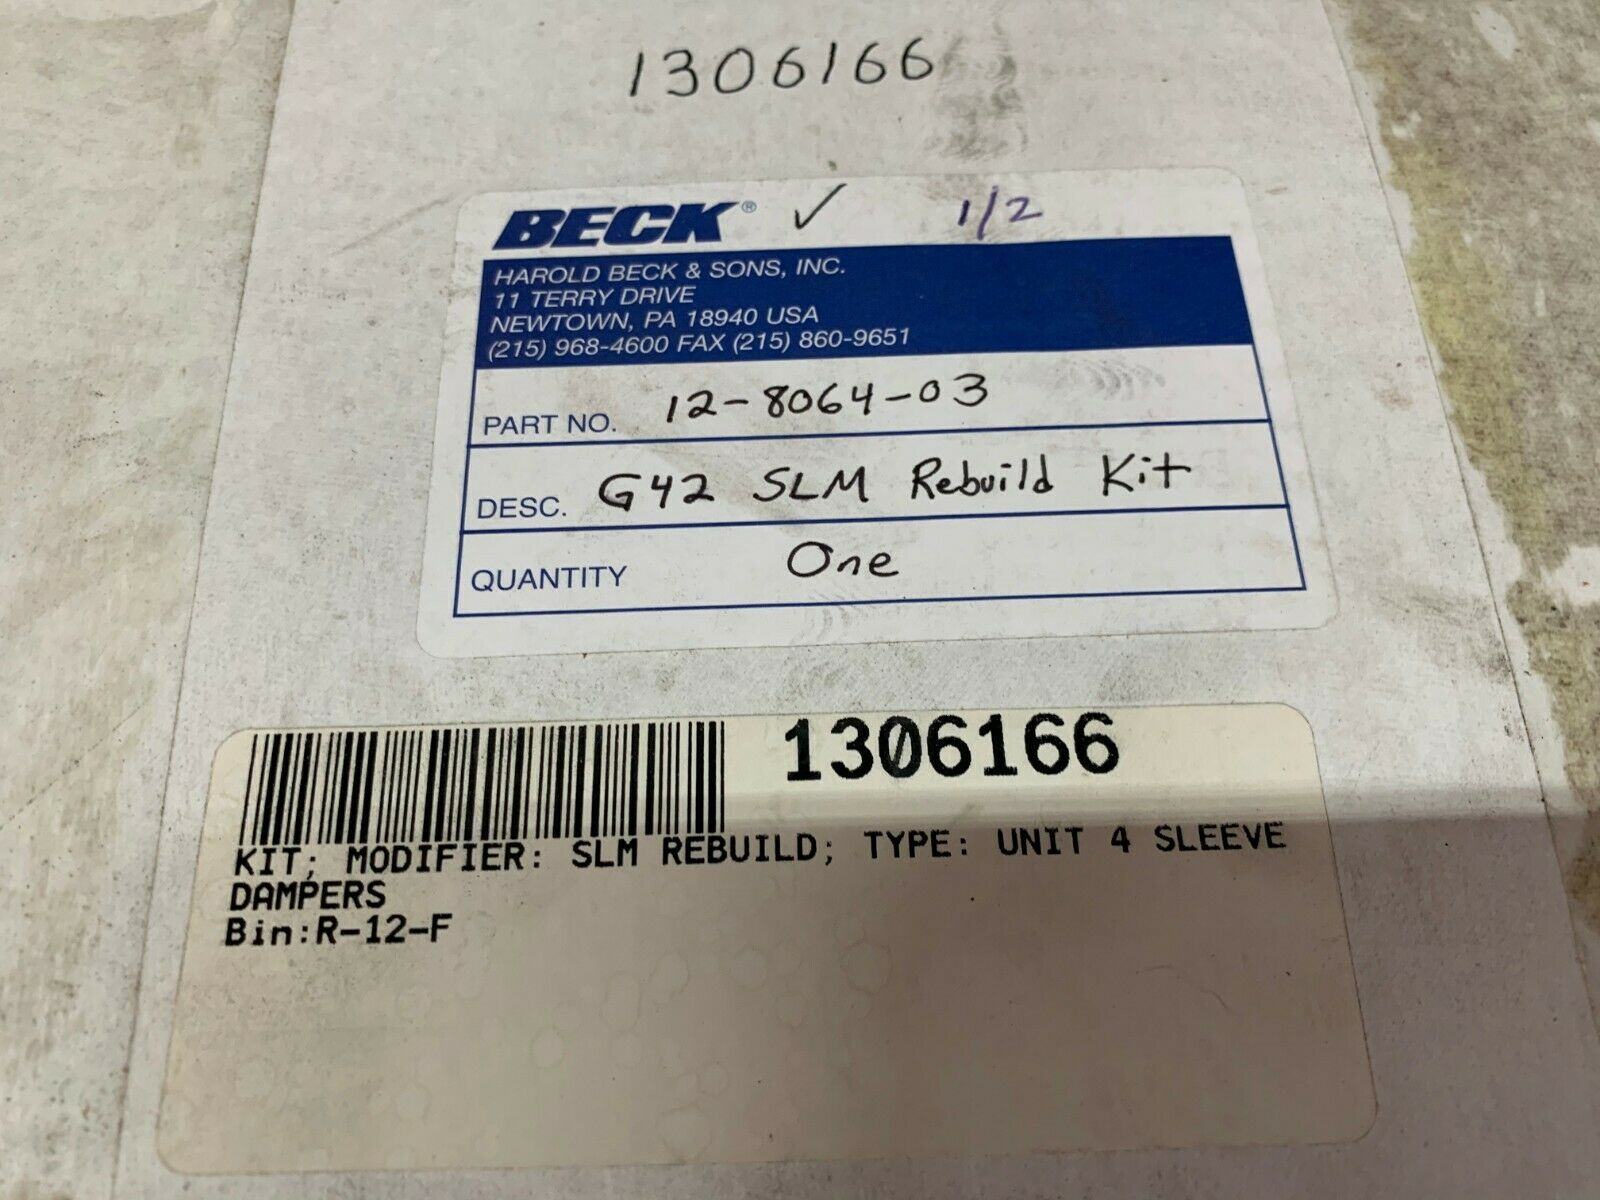 1306166
BECK® ✓ 1/2
HAROLD BECK & SONS, INC.
11 TERRY DRIVE
NEWTOWN, PA 18940 USA
(215) 968-4600 FAX (215) 860-9651
PART NO. 12-8064-03
DESC. G42 SLM Rebuild Kit
QUANTITY One
1306166
KIT; MODIFIER: SLM REBUILD; TYPE: UNIT 4 SLEEVE
DAMPERS
Bin:R-12-F